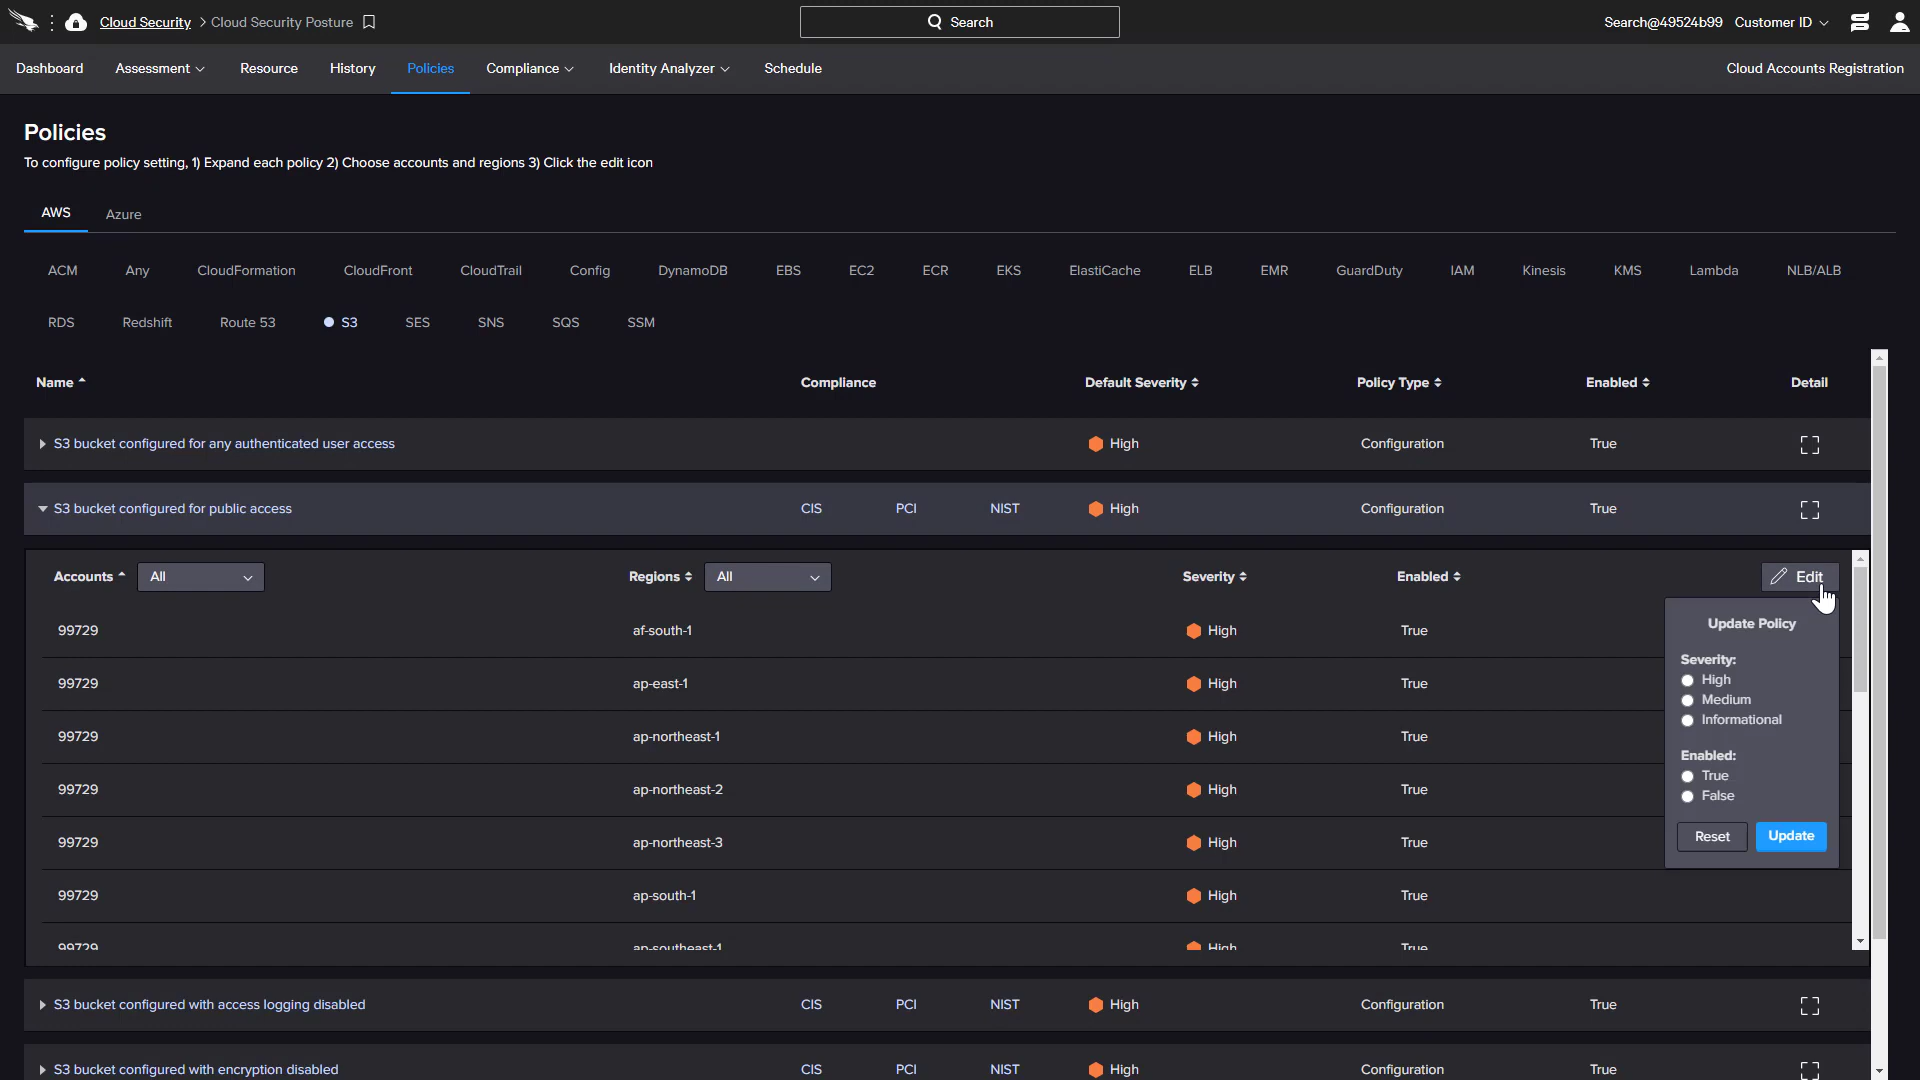 Cloud Security > Cloud Security Posture
Search
Search@49524b99 Customer ID
Dashboard Assessment Resource History Policies Compliance Identity Analyzer Schedule Cloud Accounts Registration
Policies
To configure policy setting, 1) Expand each policy 2) Choose accounts and regions 3) Click the edit icon
AWS Azure
ACM Any CloudFormation CloudFront CloudTrail Config DynamoDB EBS EC2 ECR EKS ElastiCache ELB EMR GuardDuty IAM Kinesis KMS Lambda NLB/ALB
RDS Redshift Route 53 S3 SES SNS SQS SSM
Name Compliance Default Severity Policy Type Enabled Detail
S3 bucket configured for any authenticated user access High Configuration True
S3 bucket configured for public access CIS PCI NIST High Configuration True
Accounts All Regions All Severity Enabled Edit
99729 af-south-1 High True
99729 ap-east-1 High True
99729 ap-northeast-1 High True
99729 ap-northeast-2 High True
99729 ap-northeast-3 High True
99729 ap-south-1 High True
99729 ap-southeast-1 High True
Update Policy
Severity:
High
Medium
Informational
Enabled:
True
False
Reset Update
S3 bucket configured with access logging disabled CIS PCI NIST High Configuration True
S3 bucket configured with encryption disabled CIS PCI NIST High Configuration True